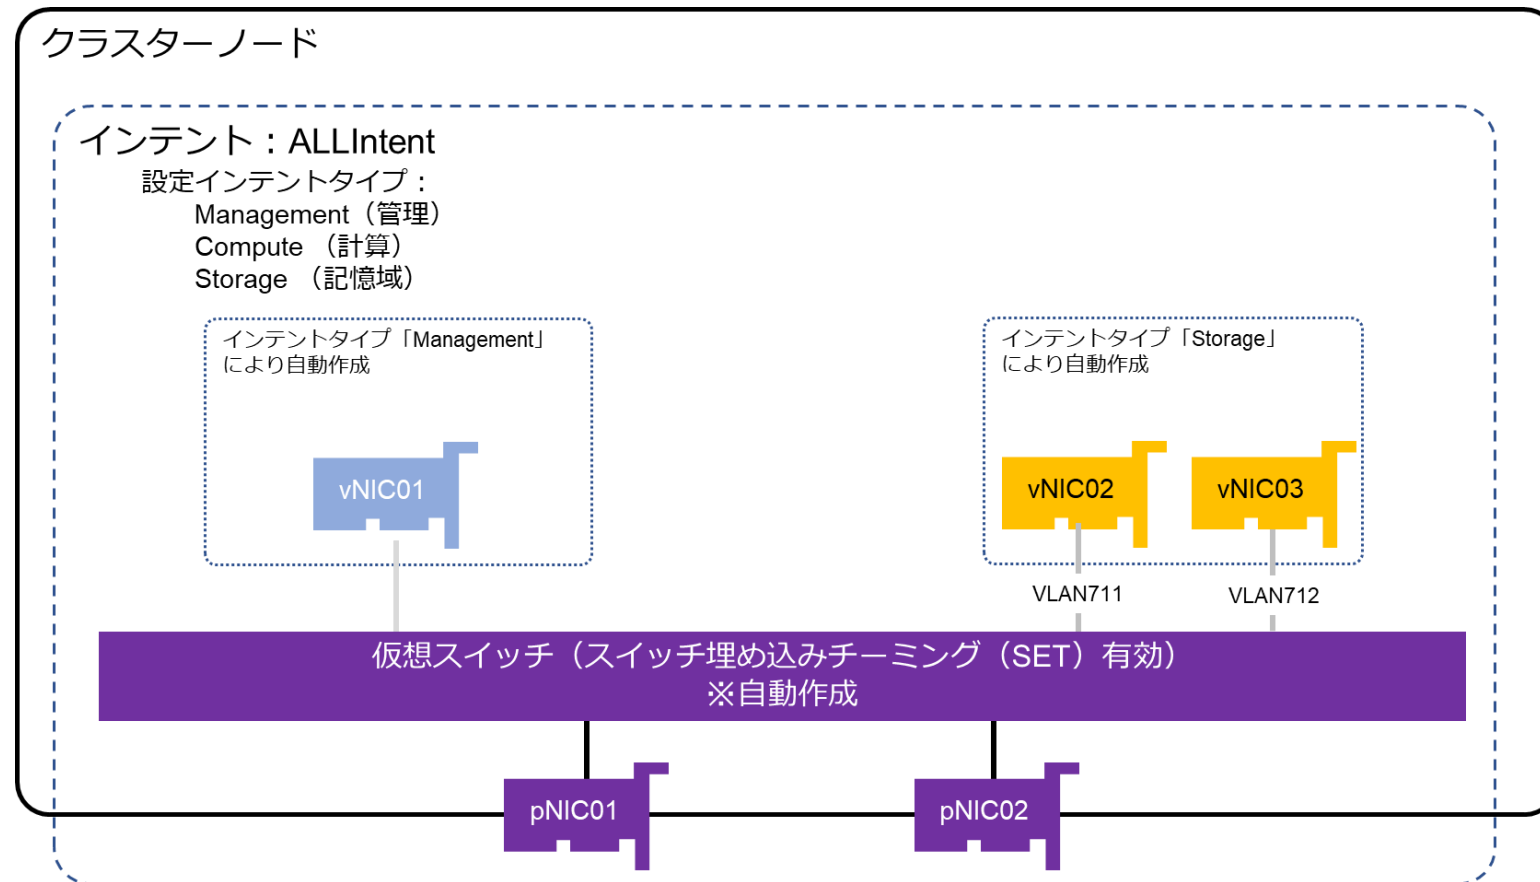 クラスターノード
インテント：ALLIntent
設定インテントタイプ：
Management（管理）
Compute （計算）
Storage （記憶域）
インテントタイプ「Management」
により自動作成
インテントタイプ「Storage」
により自動作成
vNIC01
vNIC02
vNIC03
VLAN711
VLAN712
仮想スイッチ（スイッチ埋め込みチーミング（SET）有効）
※自動作成
pNIC01
pNIC02